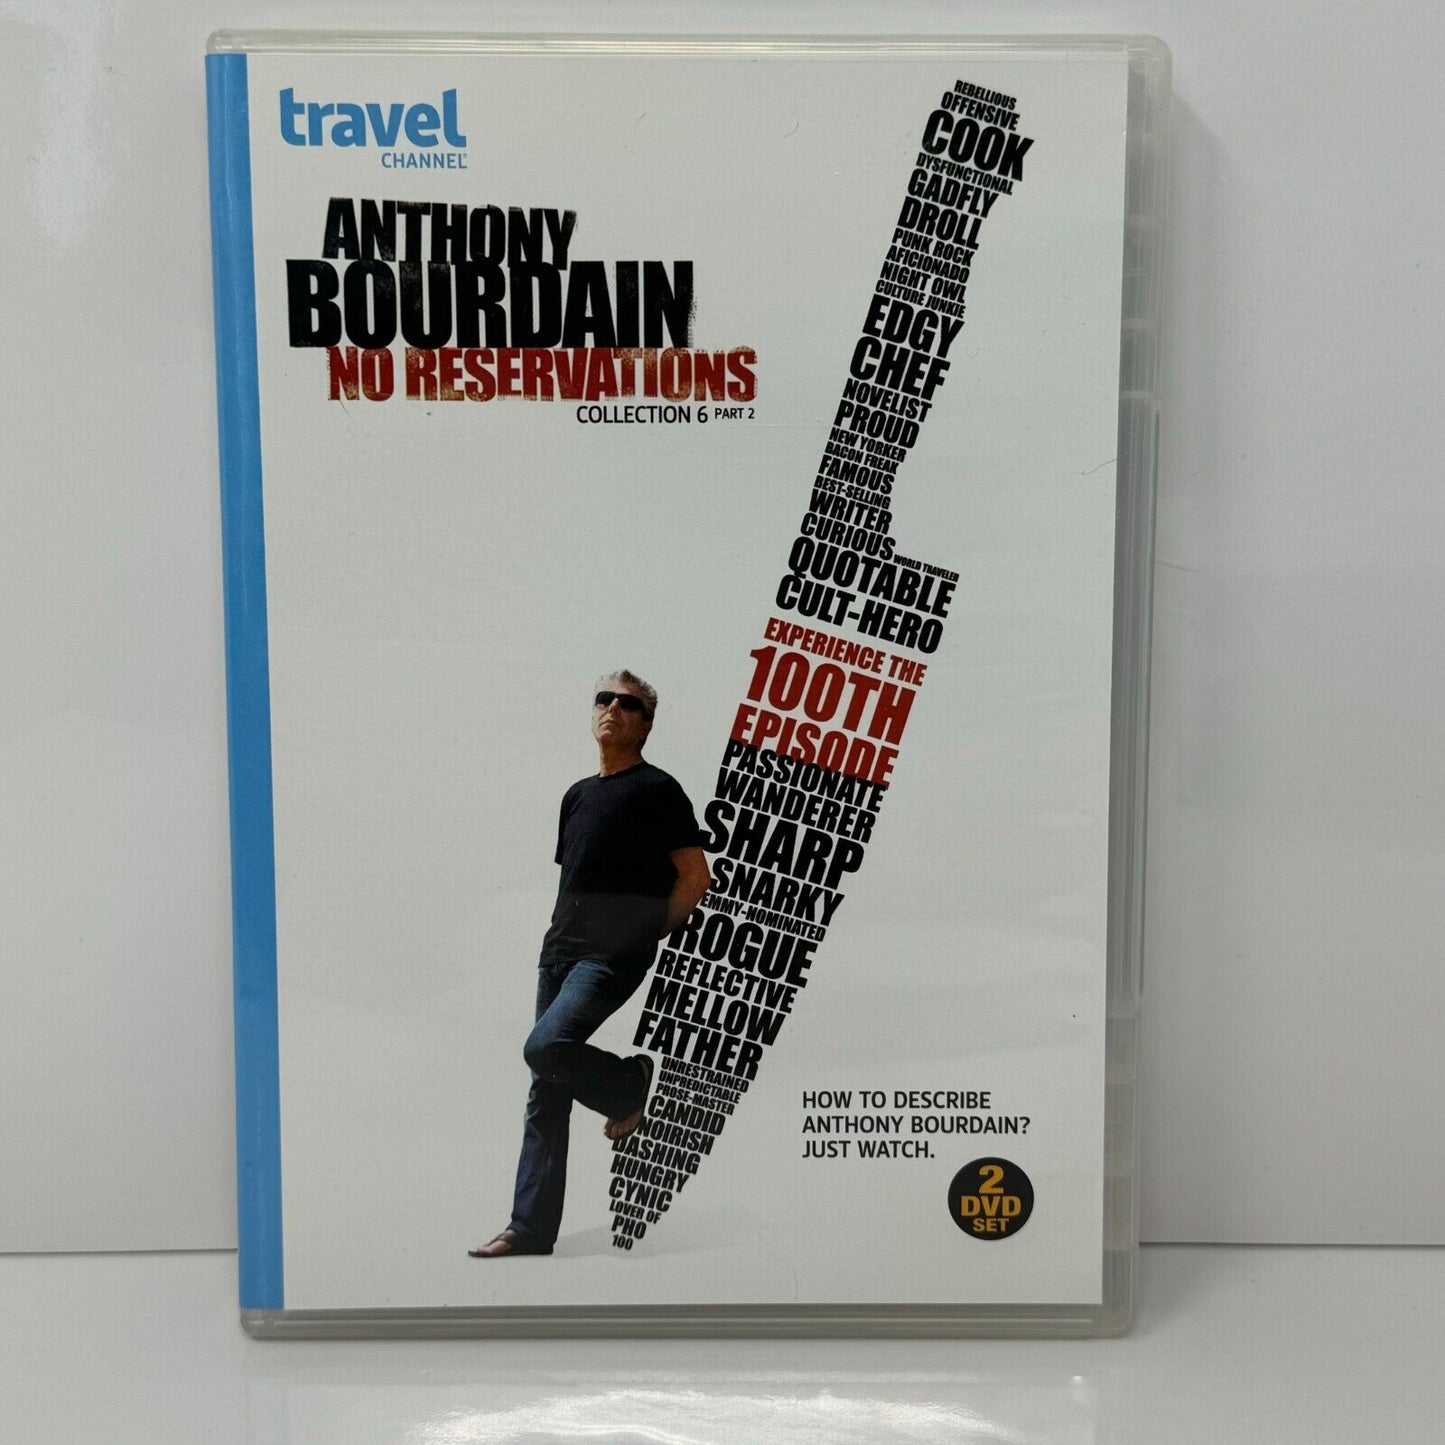 travel
CHANNEL
ANTHONY
BOURDAIN
NO RESERVATIONS
COLLECTION 6 PART 2
REBELLIOUS
OFFENSIVE
COOK
DYSFUNCTIONAL
GADFLY
DROLL
PUNK ROCK
AFICIONADO
NIGHT OWL
CULTURE JUNKIE
EDGY
CHEF
NOVELIST
PROUD
NEW YORKER
BACON FREAK
FAMOUS
BEST-SELLING
WRITER
CURIOUS
WORLD TRAVELER
QUOTABLE
CULT-HERO
EXPERIENCE THE
100TH
EPISODE
PASSIONATE
WANDERER
SHARP
SNARKY
EMMY-NOMINATED
ROGUE
REFLECTIVE
MELLOW
FATHER
UNRESTRAINED
UNPREDICTABLE
PROSE-MASTER
CANDID
NOIRISH
DASHING
HUNGRY
CYNIC
LOVER OF
PHO
100
HOW TO DESCRIBE
ANTHONY BOURDAIN?
JUST WATCH.
2
DVD
SET